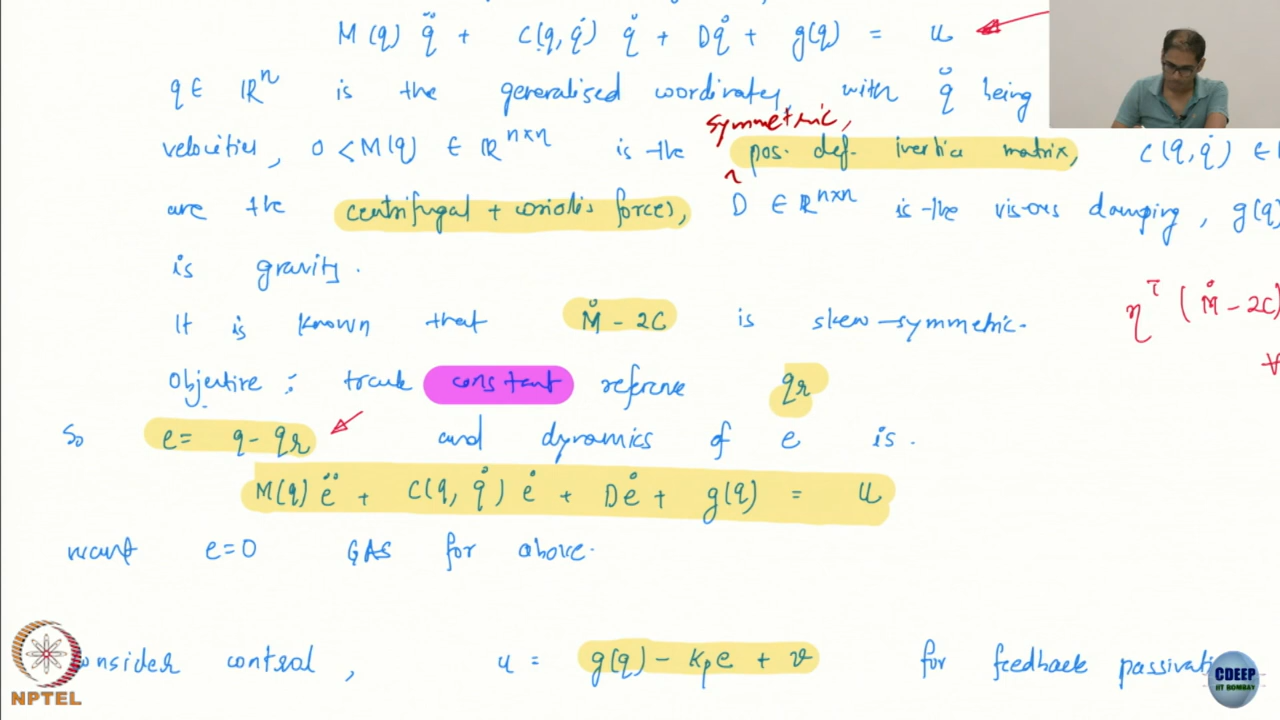 M(q) q̈ + C(q, q̇) q̇ + Dq̇ + g(q) = u
q ∈ ℝⁿ is the generalised coordinates, with q̇ being
symmetric,
velocities, 0 < M(q) ∈ ℝⁿˣⁿ is the pos. def. inertia matrix, C(q, q̇) ∈
are the centrifugal + coriolis forces, D ∈ ℝⁿˣⁿ is the viscous damping, g(q)
is gravity.
It is known that Ṁ - 2C is skew-symmetric. ηᵀ (Ṁ - 2C)
∀
Objective : track constant reference qr
So e = q - qr and dynamics of e is.
M(q) ë + C(q, q̇) ė + Dė + g(q) = u
want e=0 GAS for above.
consider control, u = g(q) - Kpe + v for feedback
NPTEL
CDEEP
IIT BOMBAY